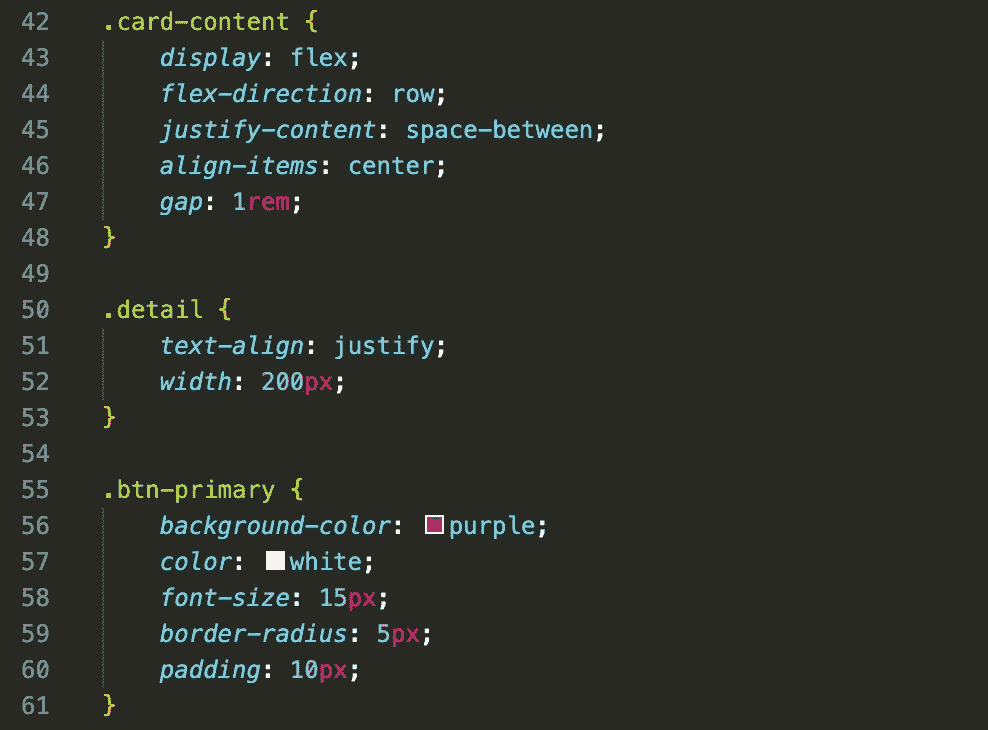 42 .card-content {
43 display: flex;
44 flex-direction: row;
45 justify-content: space-between;
46 align-items: center;
47 gap: 1rem;
48 }
49
50 .detail {
51 text-align: justify;
52 width: 200px;
53 }
54
55 .btn-primary {
56 background-color: purple;
57 color: white;
58 font-size: 15px;
59 border-radius: 5px;
60 padding: 10px;
61 }